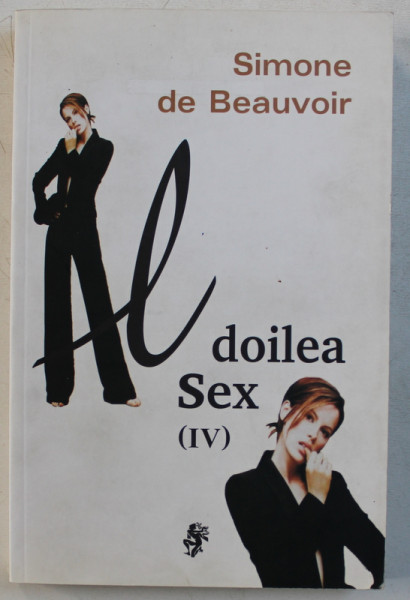 Simone
de Beauvoir
Al
doilea
Sex
(IV)